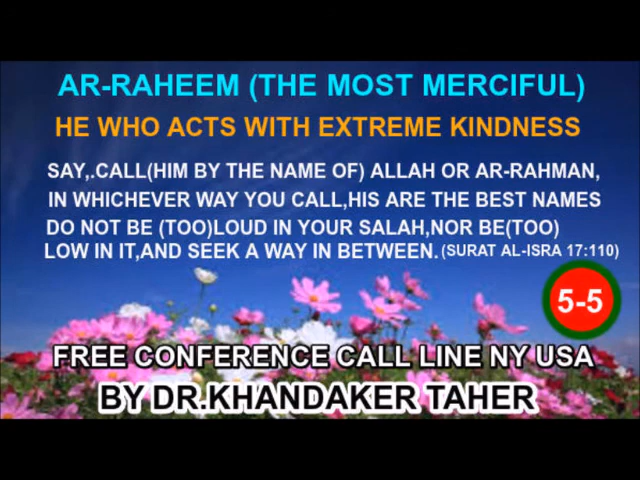 AR-RAHEEM (THE MOST MERCIFUL)
HE WHO ACTS WITH EXTREME KINDNESS
SAY,.CALL(HIM BY THE NAME OF) ALLAH OR AR-RAHMAN,
IN WHICHEVER WAY YOU CALL,HIS ARE THE BEST NAMES
DO NOT BE (TOO)LOUD IN YOUR SALAH,NOR BE(TOO)
LOW IN IT,AND SEEK A WAY IN BETWEEN.(SURAT AL-ISRA 17:110)
5-5
FREE CONFERENCE CALL LINE NY USA
BY DR.KHANDAKER TAHER